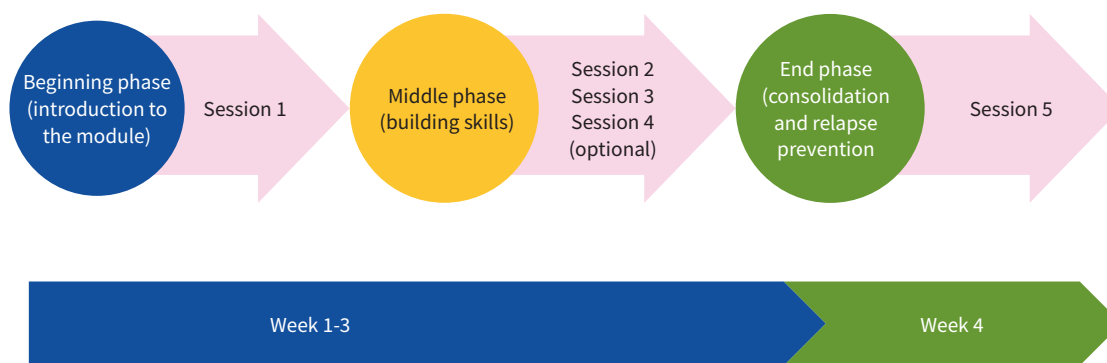 Beginning phase
(introduction to
the module)
Session 1
Middle phase
(building skills)
Session 2
Session 3
Session 4
(optional)
End phase
(consolidation
and relapse
prevention
Session 5
Week 1-3
Week 4